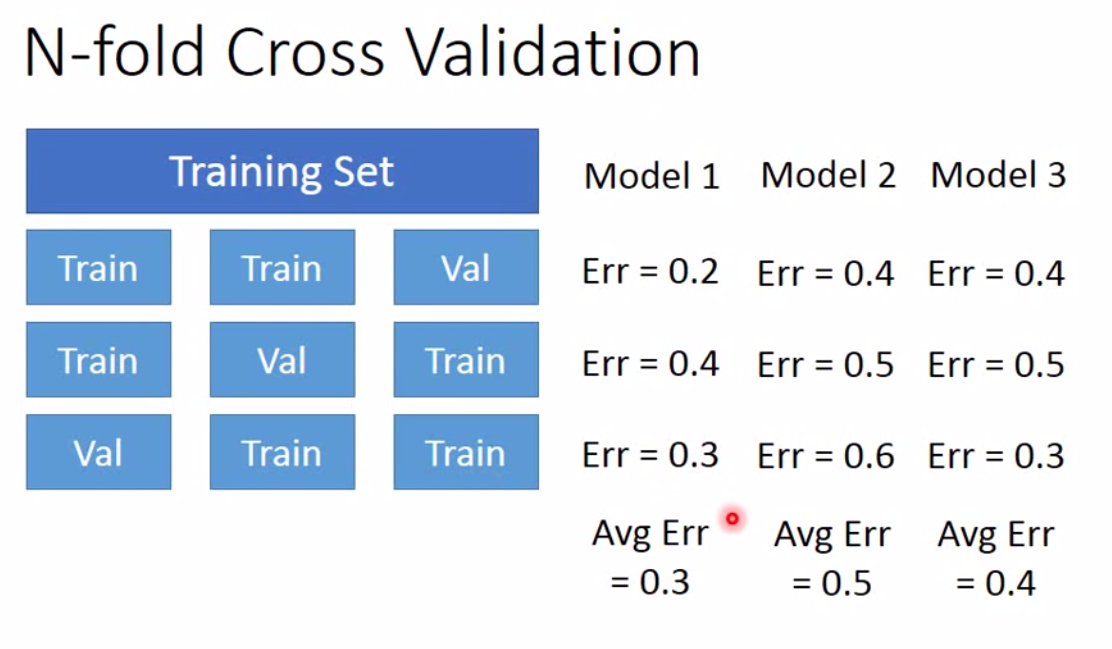 N-fold Cross Validation
Training Set
Model 1 Model 2 Model 3
Train Train Val
Err = 0.2 Err = 0.4 Err = 0.4
Train Val Train
Err = 0.4 Err = 0.5 Err = 0.5
Val Train Train
Err = 0.3 Err = 0.6 Err = 0.3
Avg Err Avg Err Avg Err
= 0.3 = 0.5 = 0.4